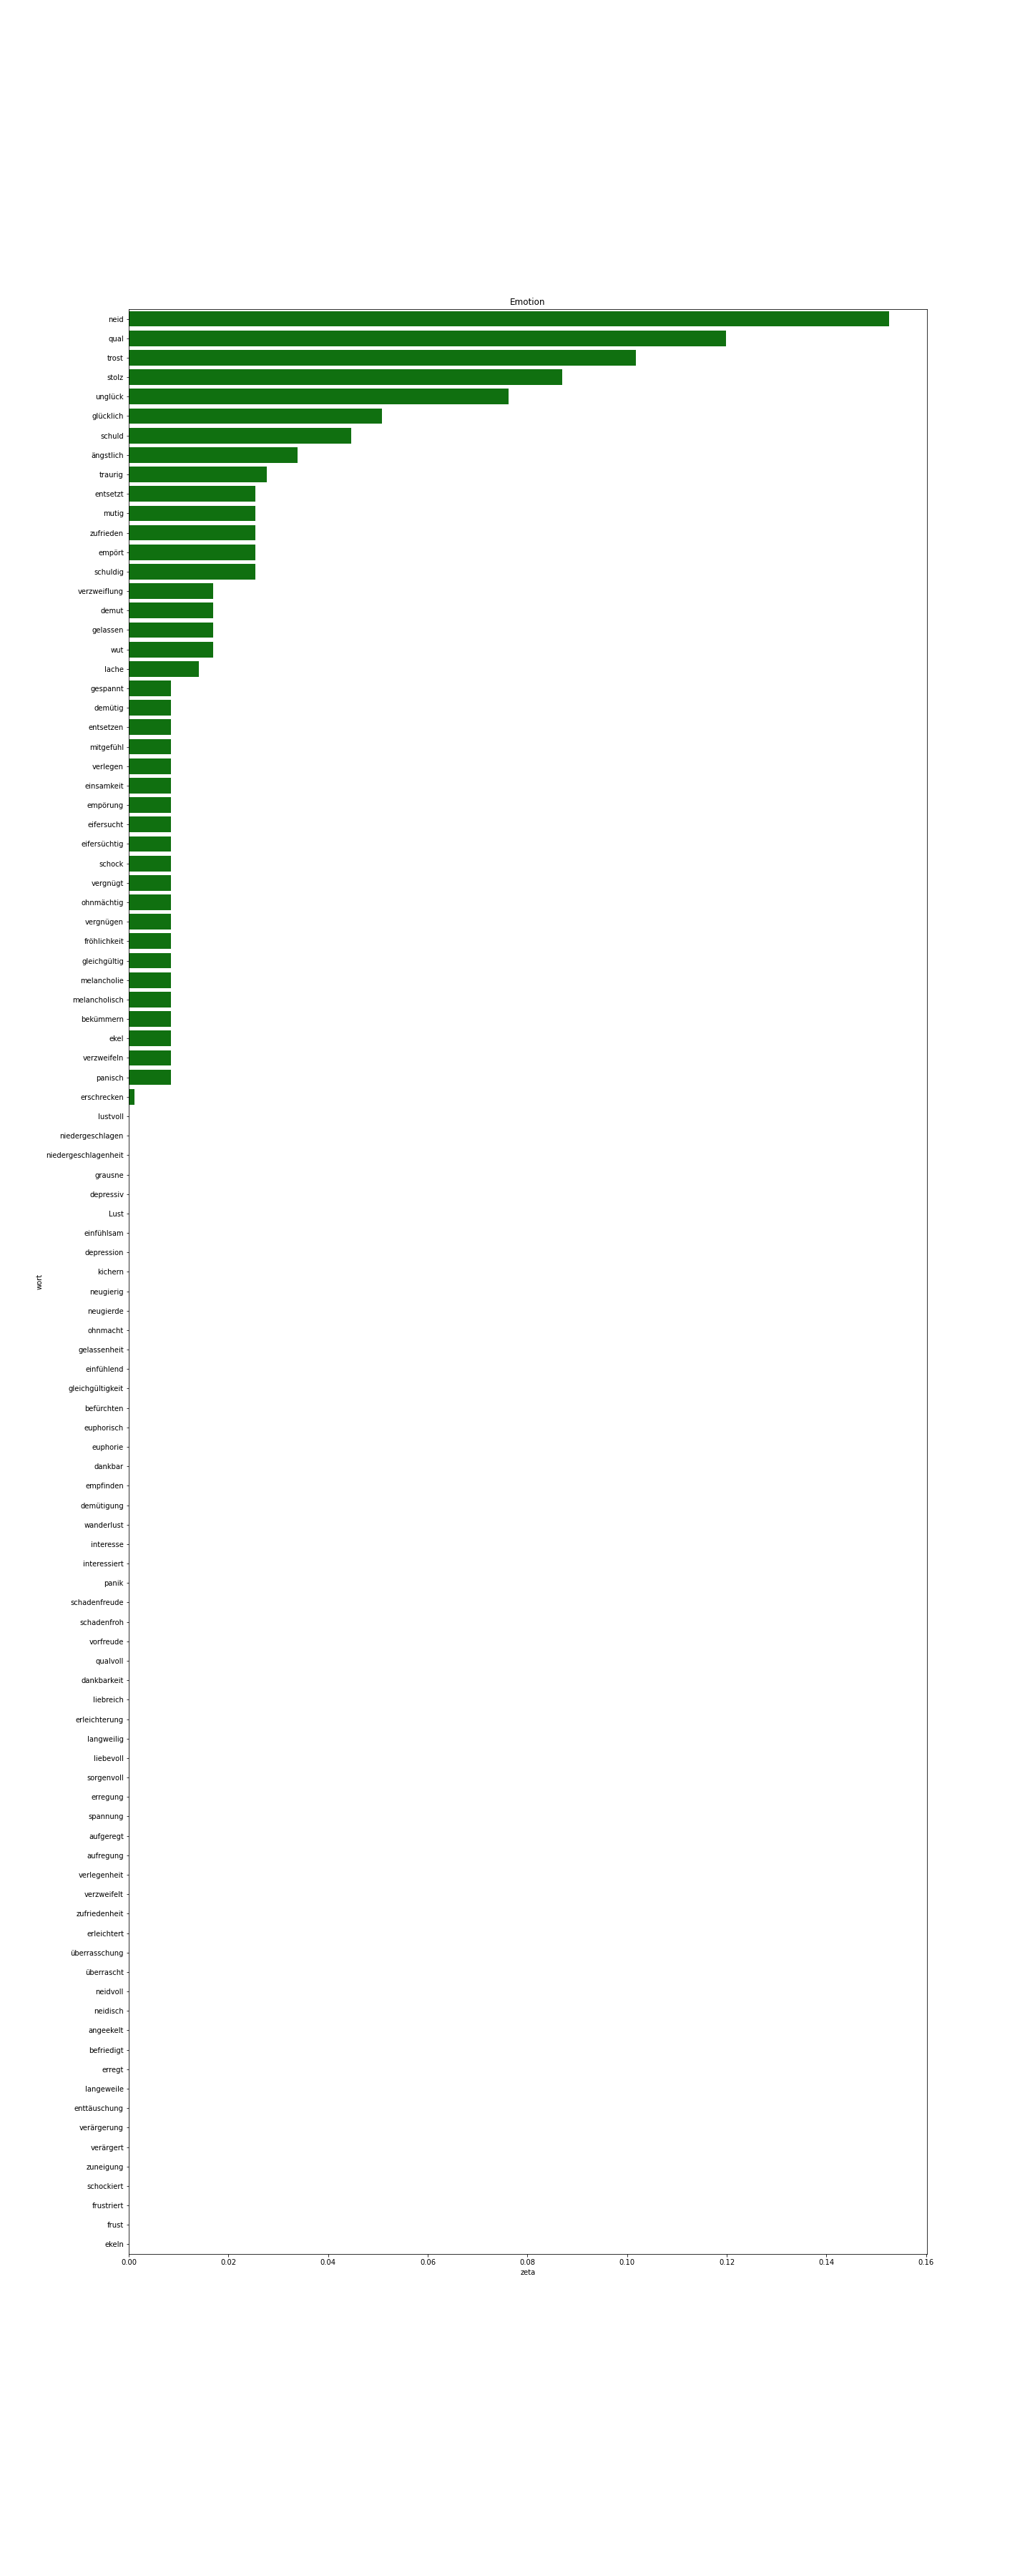 Emotion
neid
qual
trost
stolz
unglück
glücklich
schuld
ängstlich
traurig
entsetzt
mutig
zufrieden
empört
schuldig
verzweiflung
demut
gelassen
wut
lache
gespannt
demütig
entsetzen
mitgefühl
verlegen
einsamkeit
empörung
eifersucht
eifersüchtig
schock
vergnügt
ohnmächtig
vergnügen
fröhlichkeit
gleichgültig
melancholie
melancholisch
bekümmern
ekel
verzweifeln
panisch
erschrecken
lustvoll
niedergeschlagen
niedergeschlagenheit
grausne
depressiv
Lust
einfühlsam
depression
kichern
wort
neugierig
neugierde
ohnmacht
gelassenheit
einfühlend
gleichgültigkeit
befürchten
euphorisch
euphorie
dankbar
empfinden
demütigung
wanderlust
interesse
interessiert
panik
schadenfreude
schadenfroh
vorfreude
qualvoll
dankbarkeit
liebreich
erleichterung
langweilig
liebevoll
sorgenvoll
erregung
spannung
aufgeregt
aufregung
verlegenheit
verzweifelt
zufriedenheit
erleichtert
überrasschung
überrascht
neidvoll
neidisch
angeekelt
befriedigt
erregt
langeweile
enttäuschung
verärgerung
verärgert
zuneigung
schockiert
frustriert
frust
ekeln
0.00 0.02 0.04 0.06 0.08 0.10 0.12 0.14 0.16
zeta